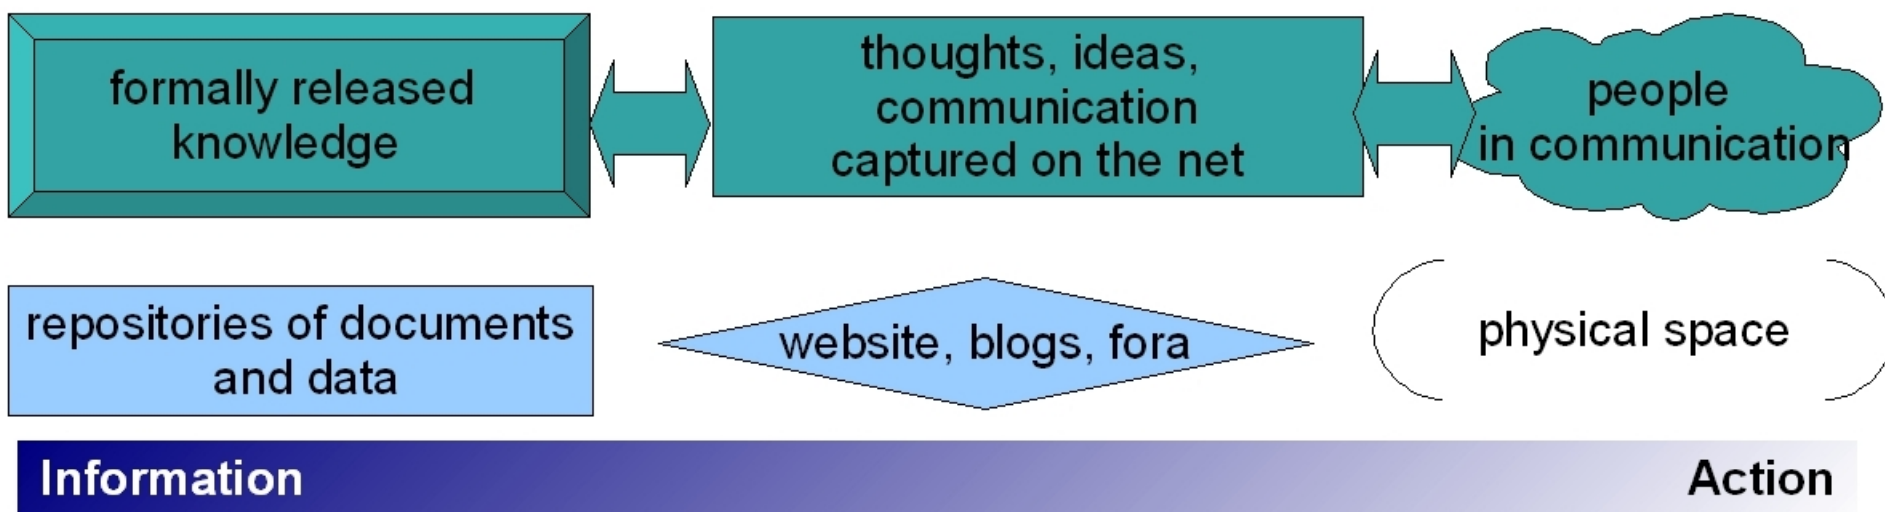 formally released
knowledge
thoughts, ideas,
communication
captured on the net
people
in communication
repositories of documents
and data
website, blogs, fora
physical space
Information
Action